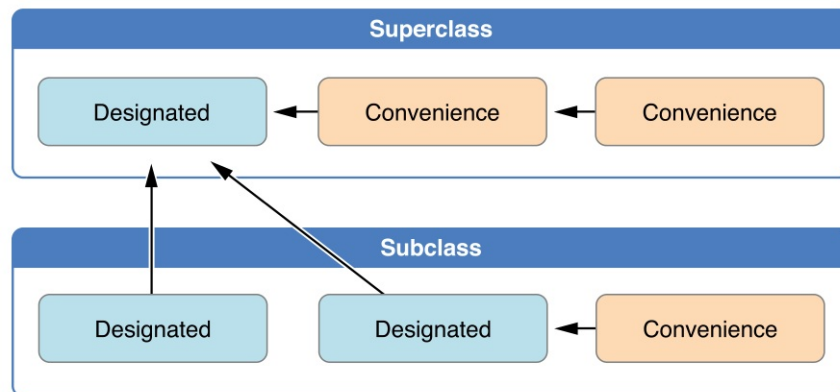 Superclass
Designated
Convenience
Convenience
Subclass
Designated
Designated
Convenience